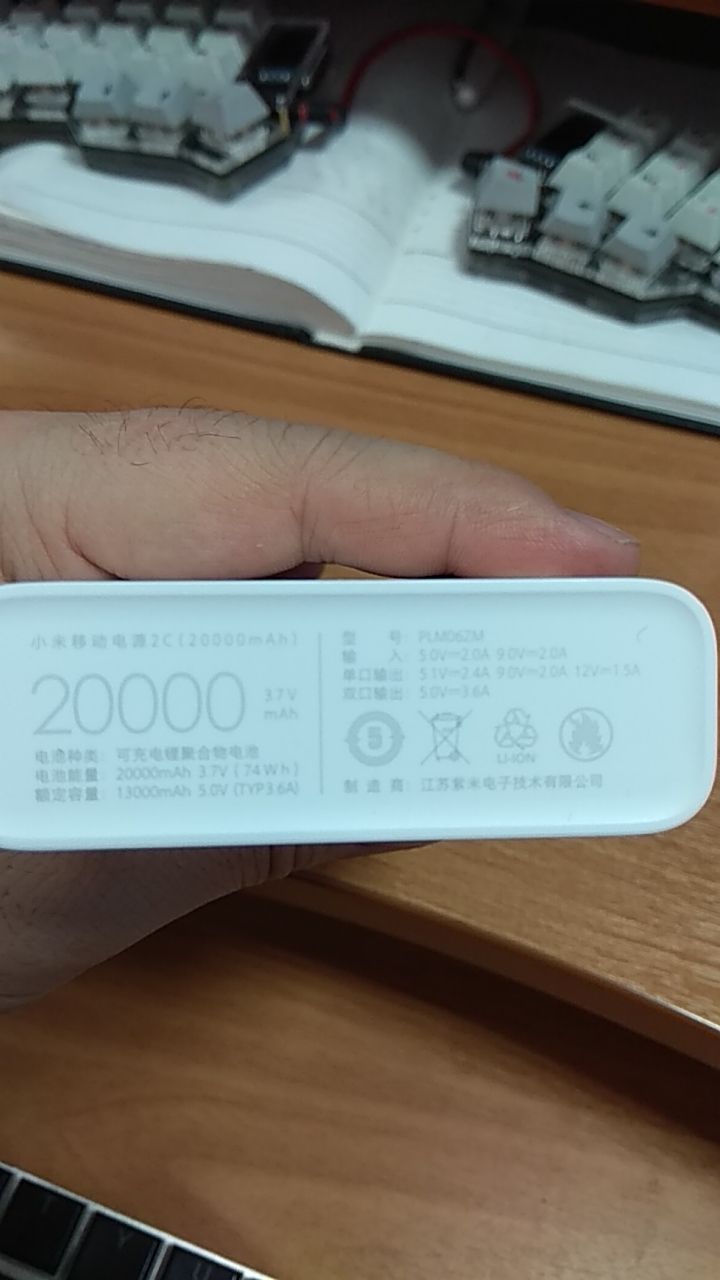 小米移动电源2C(20000mAh)
20000 3.7V mAh
电池种类: 可充电锂聚合物电池
电池能量: 20000mAh 3.7V (74Wh)
额定容量: 13000mAh 5.0V (TYP3.6A)
型号: PLM06ZM
输入: 5.0V⎓2.0A 9.0V⎓2.0A
单口输出: 5.1V⎓2.4A 9.0V⎓2.0A 12V⎓1.5A
双口输出: 5.0V⎓3.6A
5
LI-ION
制造商: 江苏紫米电子技术有限公司